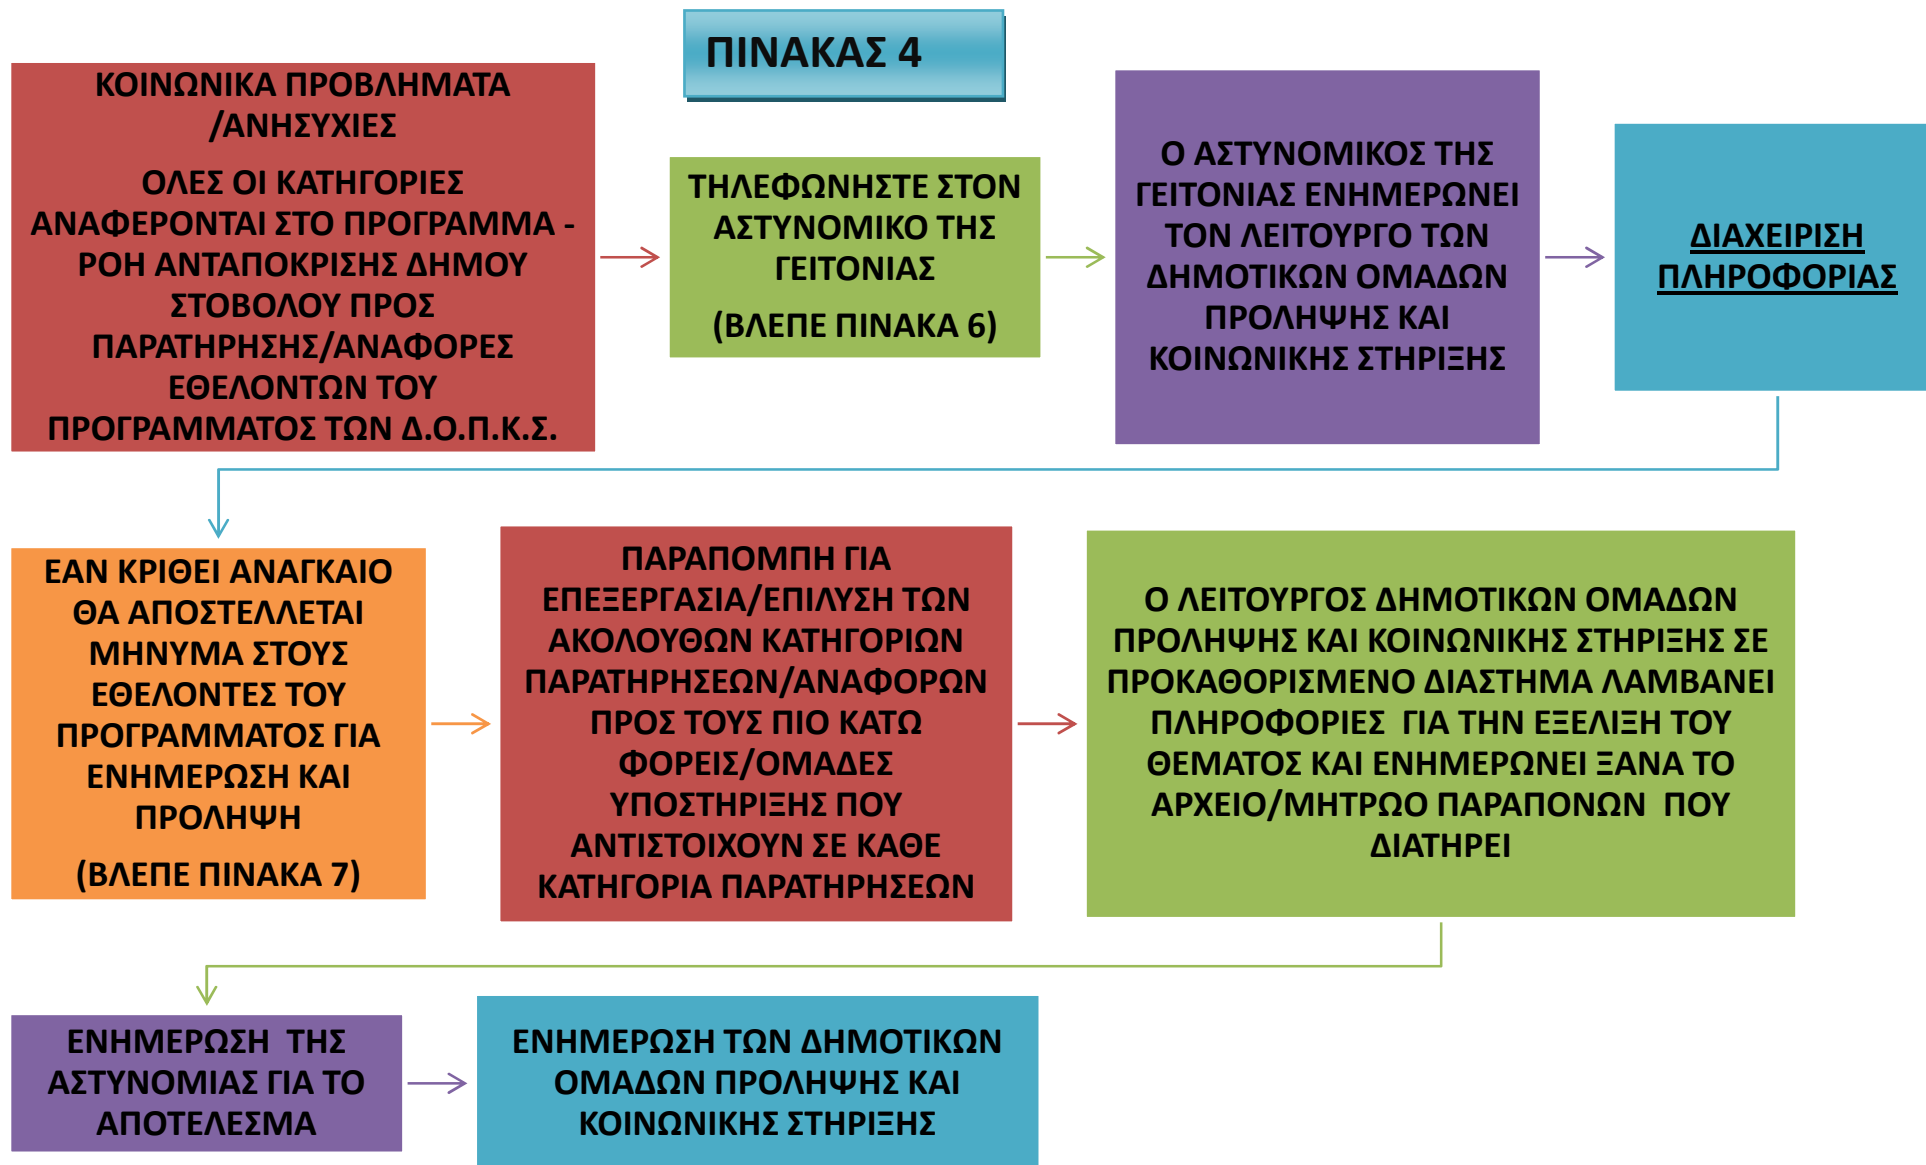 ΠΙΝΑΚΑΣ 4
ΚΟΙΝΩΝΙΚΑ ΠΡΟΒΛΗΜΑΤΑ
/ΑΝΗΣΥΧΙΕΣ
ΟΛΕΣ ΟΙ ΚΑΤΗΓΟΡΙΕΣ
ΑΝΑΦΕΡΟΝΤΑΙ ΣΤΟ ΠΡΟΓΡΑΜΜΑ -
ΡΟΗ ΑΝΤΑΠΟΚΡΙΣΗΣ ΔΗΜΟΥ
ΣΤΟΒΟΛΟΥ ΠΡΟΣ
ΠΑΡΑΤΗΡΗΣΗΣ/ΑΝΑΦΟΡΕΣ
ΕΘΕΛΟΝΤΩΝ ΤΟΥ
ΠΡΟΓΡΑΜΜΑΤΟΣ ΤΩΝ Δ.Ο.Π.Κ.Σ.
ΤΗΛΕΦΩΝΗΣΤΕ ΣΤΟΝ
ΑΣΤΥΝΟΜΙΚΟ ΤΗΣ
ΓΕΙΤΟΝΙΑΣ
(ΒΛΕΠΕ ΠΙΝΑΚΑ 6)
Ο ΑΣΤΥΝΟΜΙΚΟΣ ΤΗΣ
ΓΕΙΤΟΝΙΑΣ ΕΝΗΜΕΡΩΝΕΙ
ΤΟΝ ΛΕΙΤΟΥΡΓΟ ΤΩΝ
ΔΗΜΟΤΙΚΩΝ ΟΜΑΔΩΝ
ΠΡΟΛΗΨΗΣ ΚΑΙ
ΚΟΙΝΩΝΙΚΗΣ ΣΤΗΡΙΞΗΣ
ΔΙΑΧΕΙΡΙΣΗ
ΠΛΗΡΟΦΟΡΙΑΣ
ΕΑΝ ΚΡΙΘΕΙ ΑΝΑΓΚΑΙΟ
ΘΑ ΑΠΟΣΤΕΛΛΕΤΑΙ
ΜΗΝΥΜΑ ΣΤΟΥΣ
ΕΘΕΛΟΝΤΕΣ ΤΟΥ
ΠΡΟΓΡΑΜΜΑΤΟΣ ΓΙΑ
ΕΝΗΜΕΡΩΣΗ ΚΑΙ
ΠΡΟΛΗΨΗ
(ΒΛΕΠΕ ΠΙΝΑΚΑ 7)
ΠΑΡΑΠΟΜΠΗ ΓΙΑ
ΕΠΕΞΕΡΓΑΣΙΑ/ΕΠΙΛΥΣΗ ΤΩΝ
ΑΚΟΛΟΥΘΩΝ ΚΑΤΗΓΟΡΙΩΝ
ΠΑΡΑΤΗΡΗΣΕΩΝ/ΑΝΑΦΟΡΩΝ
ΠΡΟΣ ΤΟΥΣ ΠΙΟ ΚΑΤΩ
ΦΟΡΕΙΣ/ΟΜΑΔΕΣ
ΥΠΟΣΤΗΡΙΞΗΣ ΠΟΥ
ΑΝΤΙΣΤΟΙΧΟΥΝ ΣΕ ΚΑΘΕ
ΚΑΤΗΓΟΡΙΑ ΠΑΡΑΤΗΡΗΣΕΩΝ
Ο ΛΕΙΤΟΥΡΓΟΣ ΔΗΜΟΤΙΚΩΝ ΟΜΑΔΩΝ
ΠΡΟΛΗΨΗΣ ΚΑΙ ΚΟΙΝΩΝΙΚΗΣ ΣΤΗΡΙΞΗΣ ΣΕ
ΠΡΟΚΑΘΟΡΙΣΜΕΝΟ ΔΙΑΣΤΗΜΑ ΛΑΜΒΑΝΕΙ
ΠΛΗΡΟΦΟΡΙΕΣ ΓΙΑ ΤΗΝ ΕΞΕΛΙΞΗ ΤΟΥ
ΘΕΜΑΤΟΣ ΚΑΙ ΕΝΗΜΕΡΩΝΕΙ ΞΑΝΑ ΤΟ
ΑΡΧΕΙΟ/ΜΗΤΡΩΟ ΠΑΡΑΠΟΝΩΝ ΠΟΥ
ΔΙΑΤΗΡΕΙ
ΕΝΗΜΕΡΩΣΗ ΤΗΣ
ΑΣΤΥΝΟΜΙΑΣ ΓΙΑ ΤΟ
ΑΠΟΤΕΛΕΣΜΑ
ΕΝΗΜΕΡΩΣΗ ΤΩΝ ΔΗΜΟΤΙΚΩΝ
ΟΜΑΔΩΝ ΠΡΟΛΗΨΗΣ ΚΑΙ
ΚΟΙΝΩΝΙΚΗΣ ΣΤΗΡΙΞΗΣ